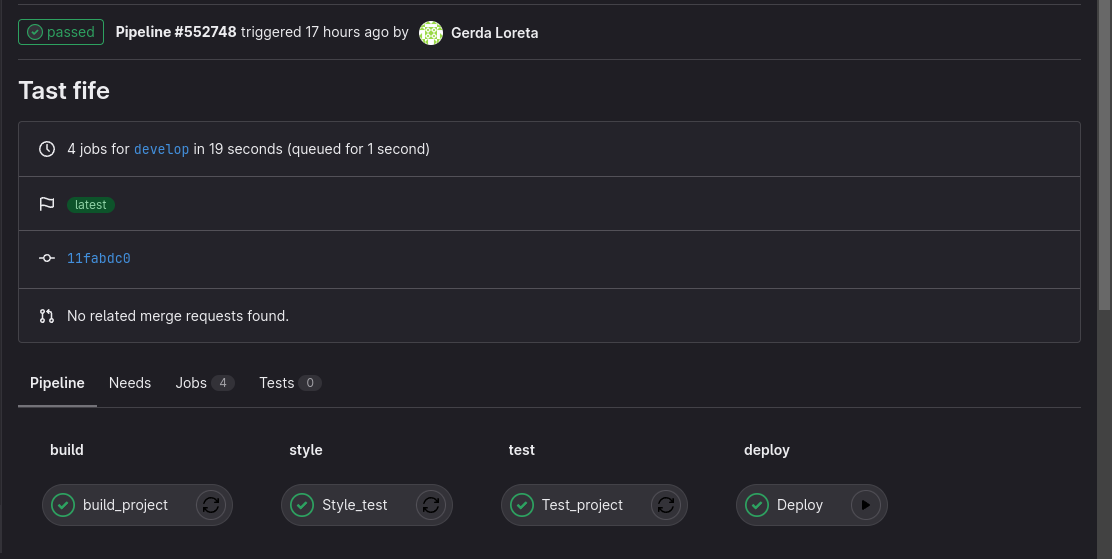 passed Pipeline #552748 triggered 17 hours ago by Gerda Loreta
Tast fife
4 jobs for develop in 19 seconds (queued for 1 second)
latest
11fabdc0
No related merge requests found.
Pipeline Needs Jobs 4 Tests 0
build style test deploy
build_project Style_test Test_project Deploy